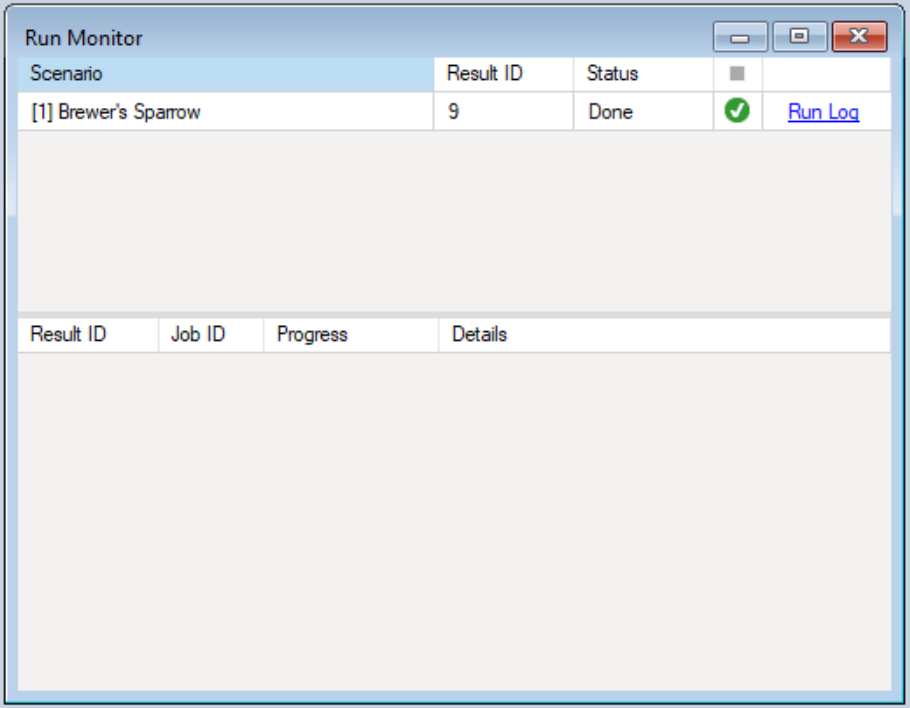 Run Monitor
Scenario Result ID Status
[1] Brewer's Sparrow 9 Done Run Log
Result ID Job ID Progress Details